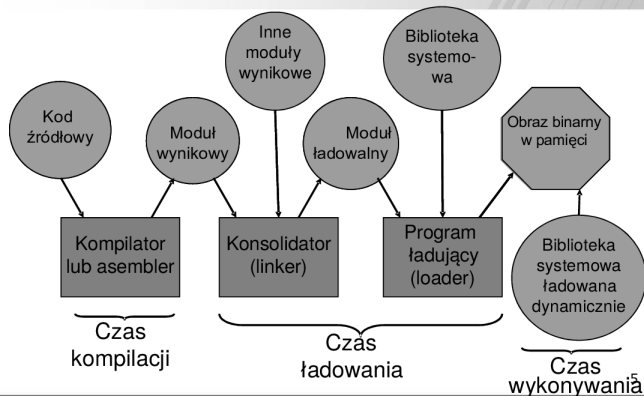 Inne
moduły
wynikowe
Biblioteka
systemo-
wa
Kod
źródłowy
Moduł
wynikowy
Moduł
ładowalny
Obraz binarny
w pamięci
Kompilator
lub asembler
Konsolidator
(linker)
Program
ładujący
(loader)
Biblioteka
systemowa
ładowana
dynamicznie
Czas
kompilacji
Czas
ładowania
Czas
wykonywania
5